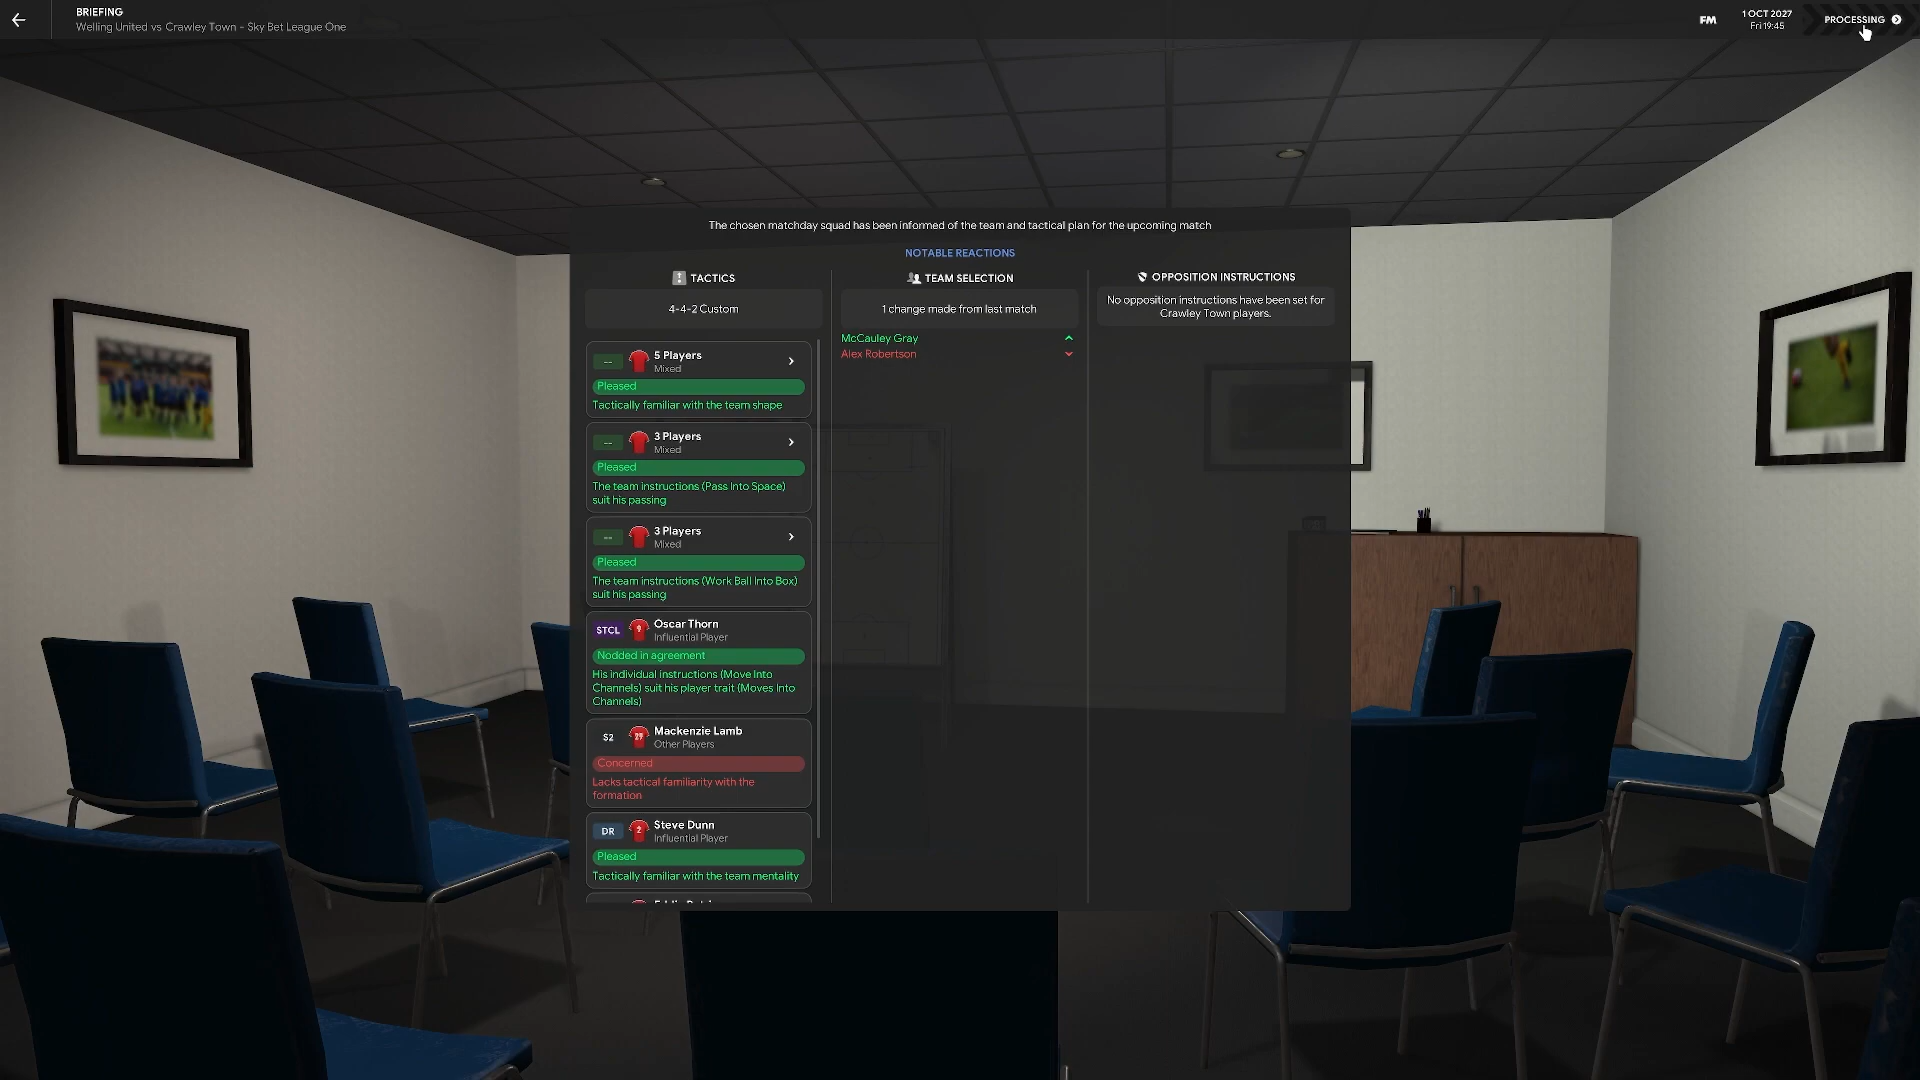 BRIEFING
Welling United vs Crawley Town - Sky Bet League One
FM
1 OCT 2027
Fri 19:45
PROCESSING
The chosen matchday squad has been informed of the team and tactical plan for the upcoming match
NOTABLE REACTIONS
TACTICS
4-4-2 Custom
-- 5 Players
Mixed
Pleased
Tactically familiar with the team shape
-- 3 Players
Mixed
Pleased
The team instructions (Pass Into Space)
suit his passing
-- 3 Players
Mixed
Pleased
The team instructions (Work Ball Into Box)
suit his passing
STCL 9 Oscar Thorn
Influential Player
Nodded in agreement
His individual instructions (Move Into
Channels) suit his player trait (Moves Into
Channels)
S2 29 Mackenzie Lamb
Other Players
Concerned
Lacks tactical familiarity with the
formation
DR 2 Steve Dunn
Influential Player
Pleased
Tactically familiar with the team mentality
TEAM SELECTION
1 change made from last match
McCauley Gray
Alex Robertson
OPPOSITION INSTRUCTIONS
No opposition instructions have been set for
Crawley Town players.